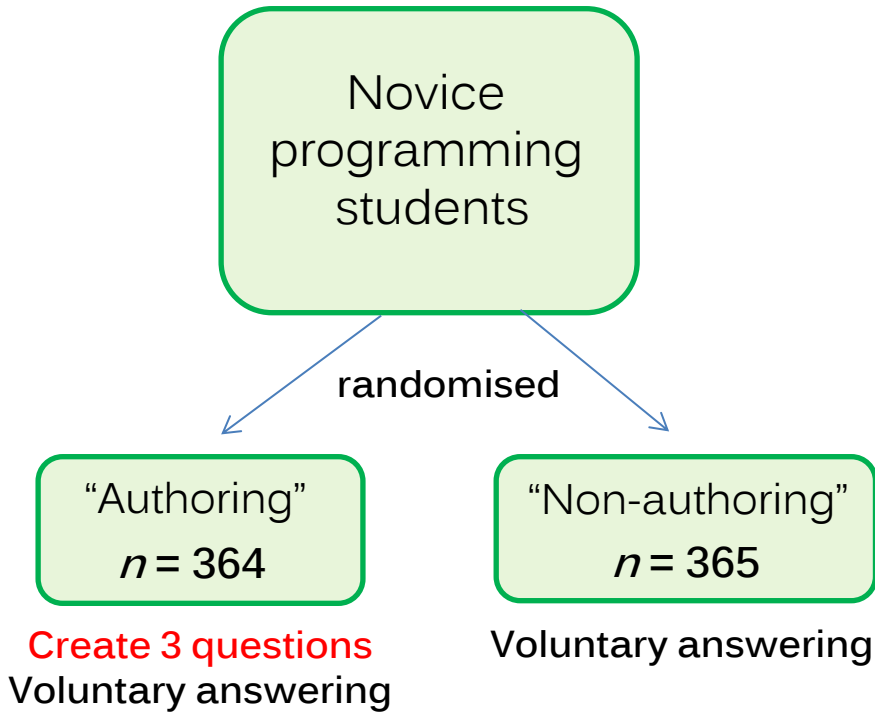 Novice
programming
students
randomised
“Authoring”
n = 364
“Non-authoring”
n = 365
Create 3 questions
Voluntary answering
Voluntary answering